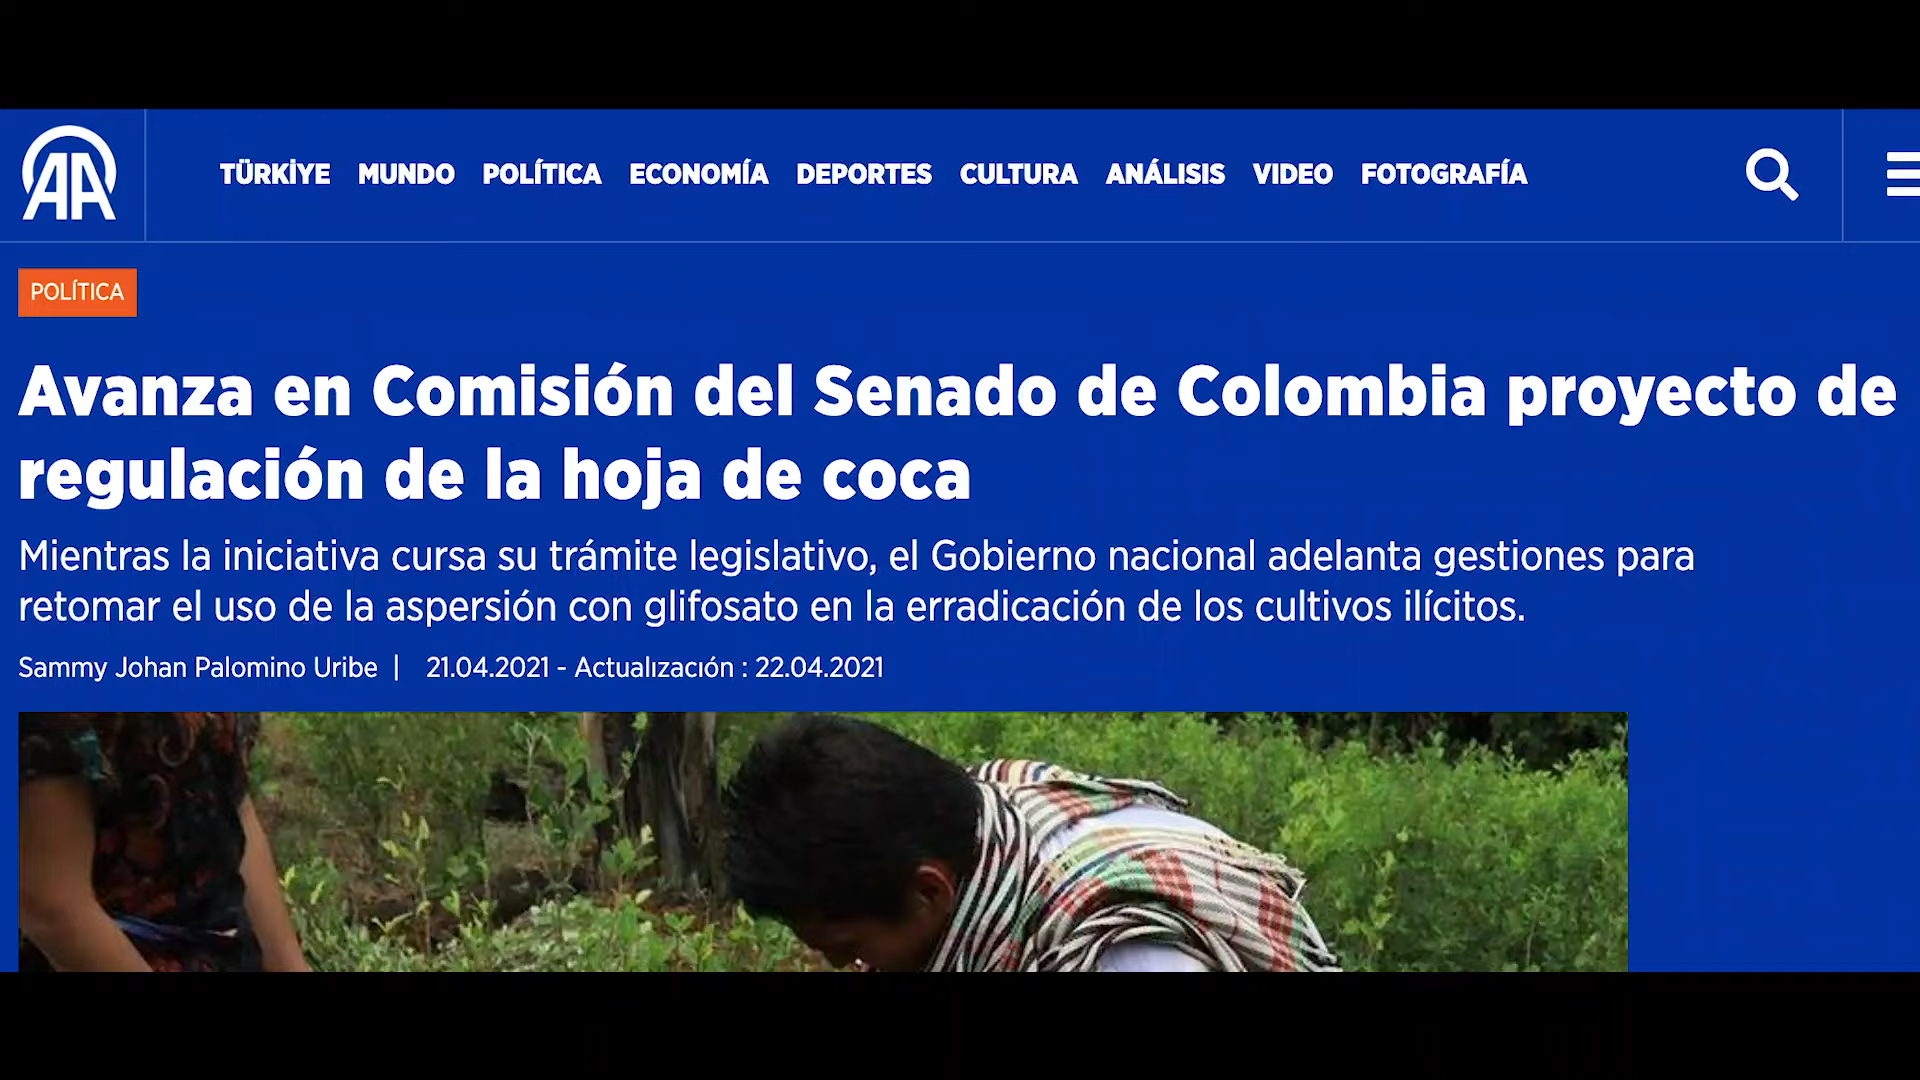 AA
TÜRKİYE MUNDO POLÍTICA ECONOMÍA DEPORTES CULTURA ANÁLISIS VIDEO FOTOGRAFÍA
POLÍTICA
Avanza en Comisión del Senado de Colombia proyecto de
regulación de la hoja de coca
Mientras la iniciativa cursa su trámite legislativo, el Gobierno nacional adelanta gestiones para
retomar el uso de la aspersión con glifosato en la erradicación de los cultivos ilícitos.
Sammy Johan Palomino Uribe | 21.04.2021 - Actualızacıón : 22.04.2021